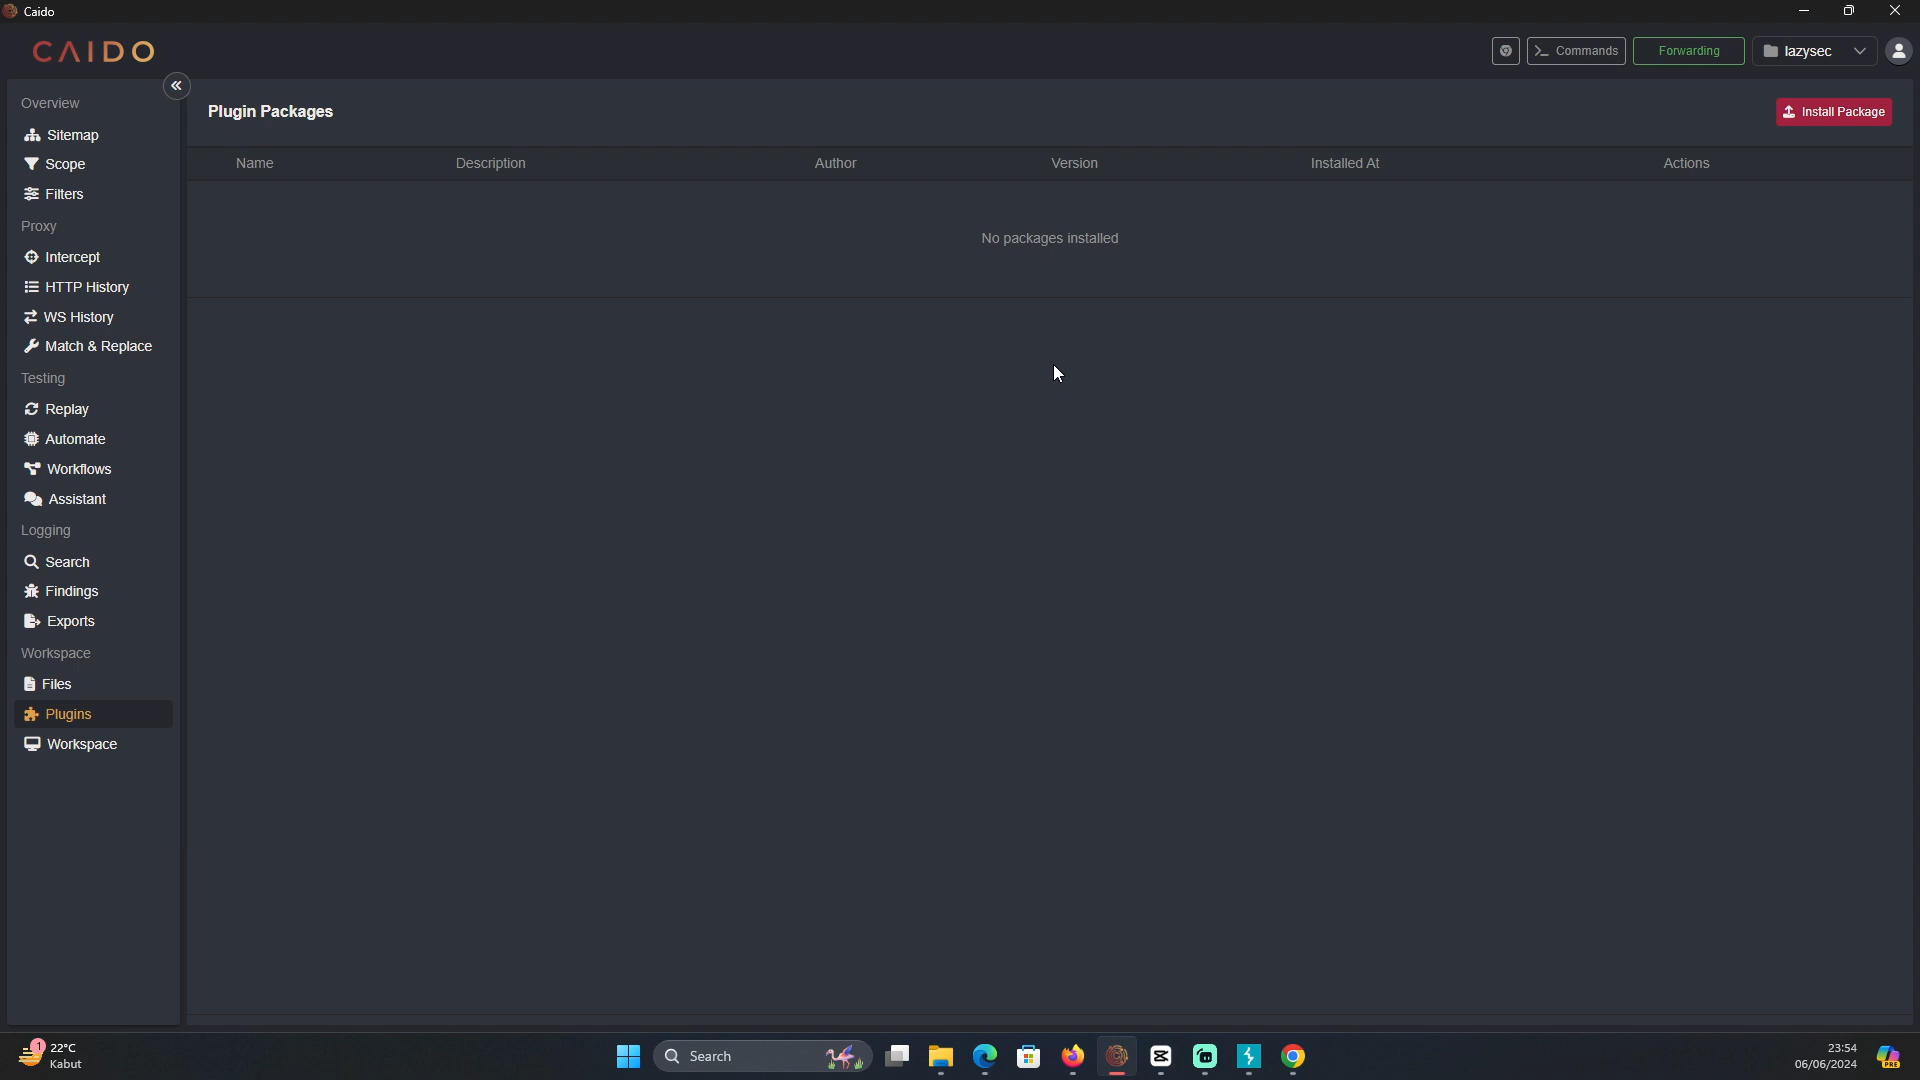 Caido
CAIDO
Commands
Forwarding
lazysec
Overview
Sitemap
Scope
Filters
Proxy
Intercept
HTTP History
WS History
Match & Replace
Testing
Replay
Automate
Workflows
Assistant
Logging
Search
Findings
Exports
Workspace
Files
Plugins
Workspace
Plugin Packages
Install Package
Name Description Author Version Installed At Actions
No packages installed
1
22°C
Kabut
Search
23:54
06/06/2024
PRE